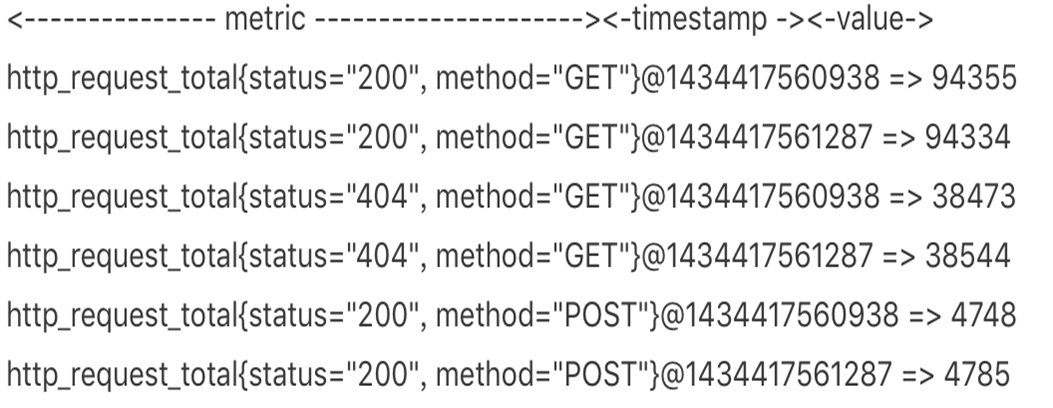 <--------------- metric ---------------------><-timestamp -><-value->
http_request_total{status="200", method="GET"}@1434417560938 => 94355
http_request_total{status="200", method="GET"}@1434417561287 => 94334
http_request_total{status="404", method="GET"}@1434417560938 => 38473
http_request_total{status="404", method="GET"}@1434417561287 => 38544
http_request_total{status="200", method="POST"}@1434417560938 => 4748
http_request_total{status="200", method="POST"}@1434417561287 => 4785